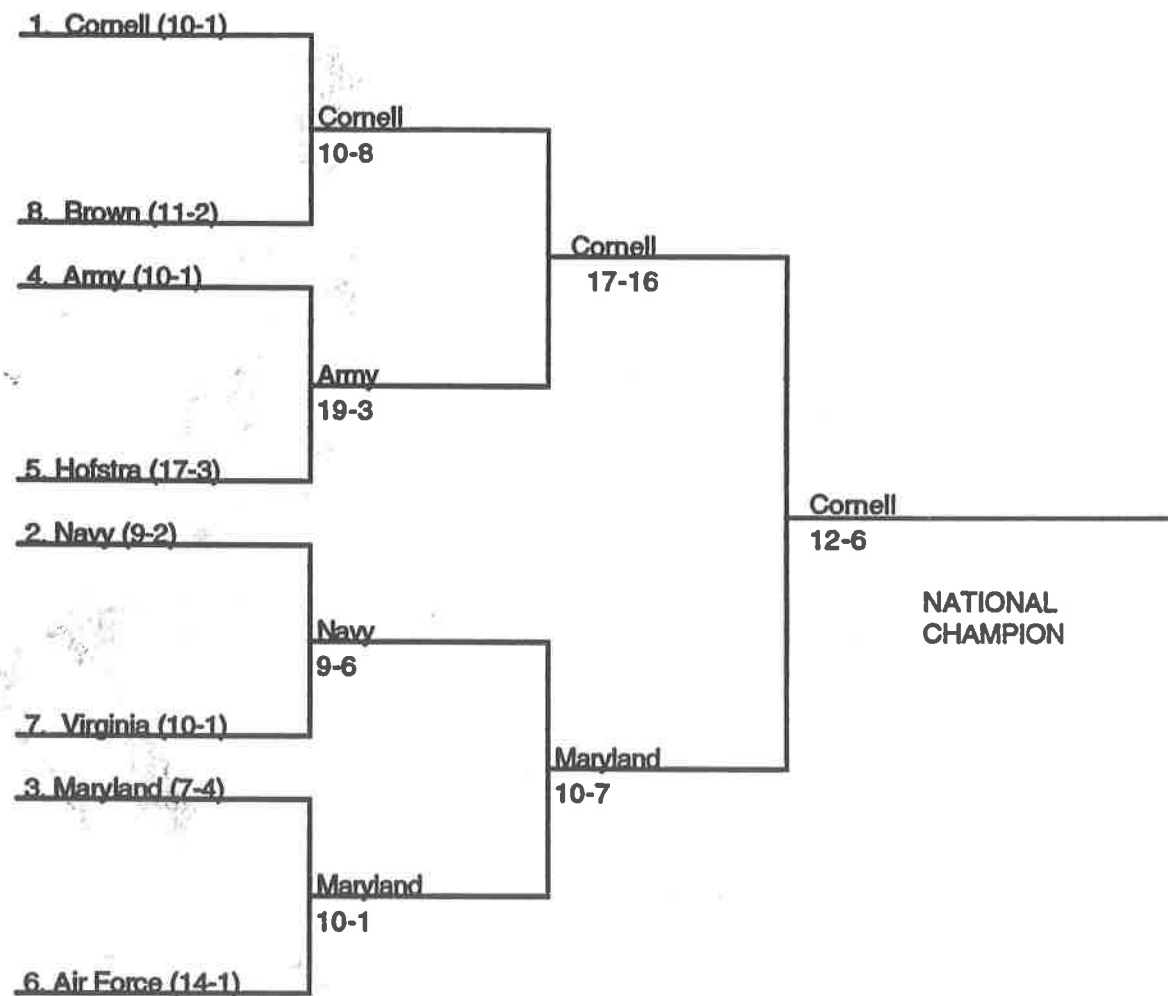 1. Cornell (10-1)
Cornell
10-8
8. Brown (11-2)
Cornell
17-16
4. Army (10-1)
Army
19-3
5. Hofstra (17-3)
Cornell
12-6
2. Navy (9-2)
NATIONAL
CHAMPION
Navy
9-6
7. Virginia (10-1)
Maryland
10-7
3. Maryland (7-4)
Maryland
10-1
6. Air Force (14-1)